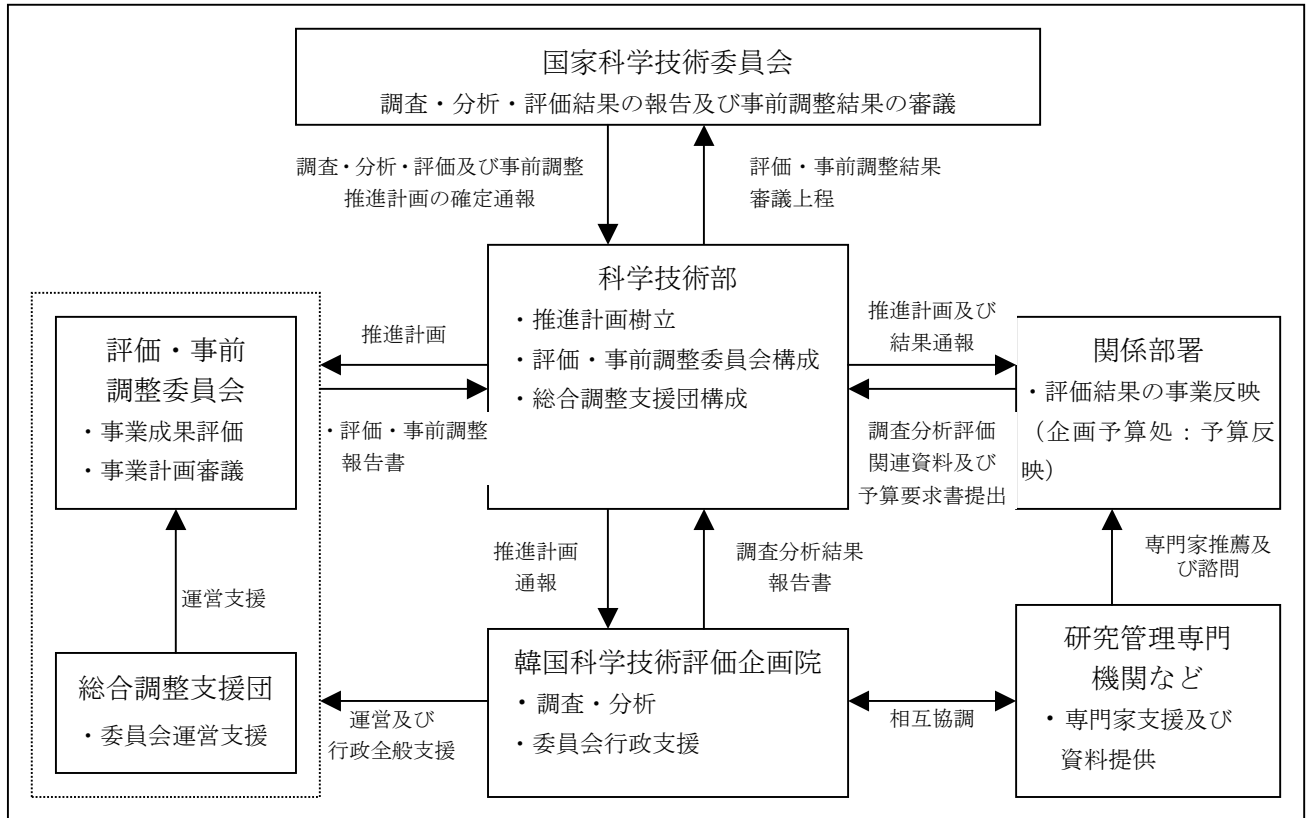 国家科学技術委員会
調査・分析・評価結果の報告及び事前調整結果の審議
調査・分析・評価及び事前調整
推進計画の確定通報
評価・事前調整結果
審議上程
科学技術部
・推進計画樹立
・評価・事前調整委員会構成
・総合調整支援団構成
評価・事前
調整委員会
・事業成果評価
・事業計画審議
推進計画
・評価・事前調整
報告書
推進計画及び
結果通報
調査分析評価
関連資料及び
予算要求書提出
関係部署
・評価結果の事業反映
（企画予算処：予算反
映）
運営支援
推進計画
通報
調査分析結果
報告書
専門家推薦及
び諮問
総合調整支援団
・委員会運営支援
運営及び
行政全般支援
韓国科学技術評価企画院
・調査・分析
・委員会行政支援
相互協調
研究管理専門
機関など
・専門家支援及び
資料提供